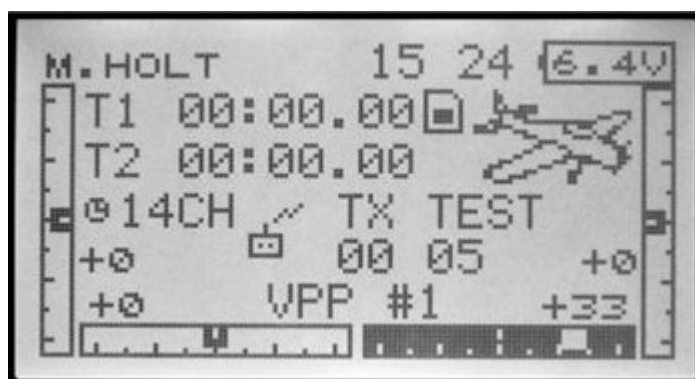 M.HOLT 15 24 6.4V
T1 00:00.00
T2 00:00.00
14CH TX TEST
+0 00 05 +0
+0 VPP #1 +33